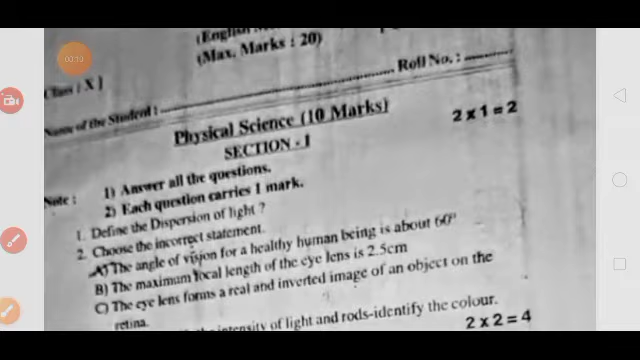 00:13
(English
(Max. Marks : 20)
Class : X ]
Roll No. :
Name of the Student :
Physical Science (10 Marks)
2 x 1 = 2
SECTION - I
Note : 1) Answer all the questions.
2) Each question carries 1 mark.
1. Define the Dispersion of light ?
2. Choose the incorrect statement.
A) The angle of vision for a healthy human being is about 60°
B) The maximum focal length of the eye lens is 2.5cm
C) The eye lens forms a real and inverted image of an object on the
retina.
intensity of light and rods-identify the colour.
2 x 2 = 4